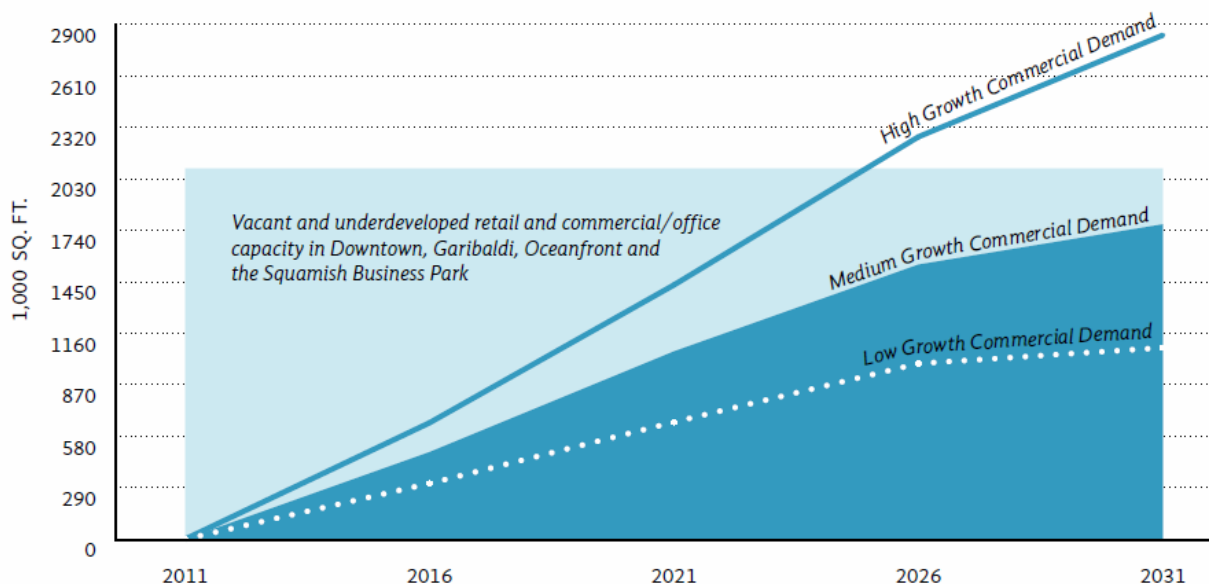 2900
2610
2320
2030
1740
1450
1160
870
580
290
0
1,000 SQ. FT.
High Growth Commercial Demand
Vacant and underdeveloped retail and commercial/office
capacity in Downtown, Garibaldi, Oceanfront and
the Squamish Business Park
Medium Growth Commercial Demand
Low Growth Commercial Demand
2011
2016
2021
2026
2031